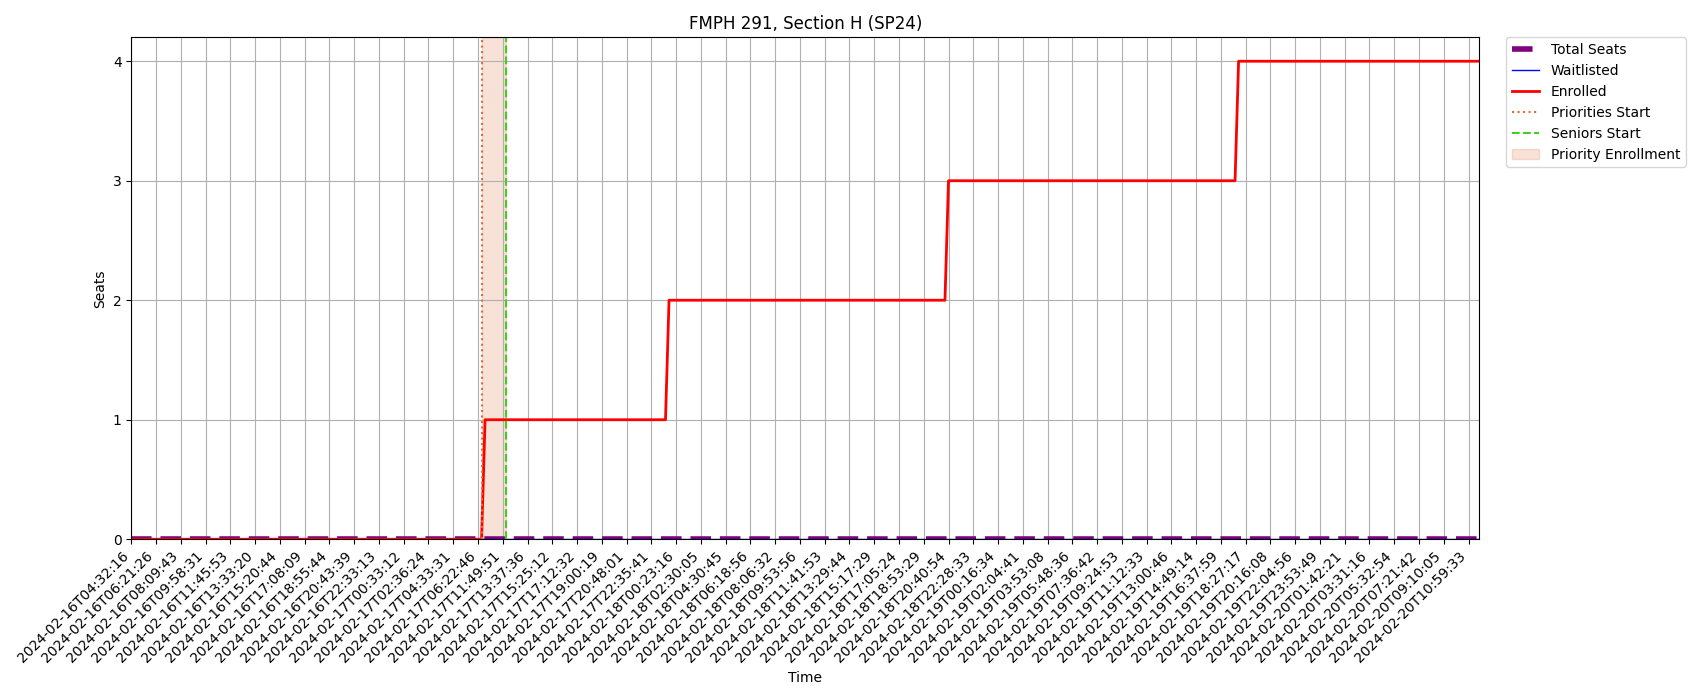 FMPH 291, Section H (SP24)
Total Seats
Waitlisted
Enrolled
Priorities Start
Seniors Start
Priority Enrollment
Seats
4
3
2
1
0
2024-02-16T04:32:16
2024-02-16T06:21:26
2024-02-16T08:09:43
2024-02-16T09:58:31
2024-02-16T11:45:53
2024-02-16T13:33:20
2024-02-16T15:20:44
2024-02-16T17:08:09
2024-02-16T18:55:44
2024-02-16T20:43:39
2024-02-16T22:33:13
2024-02-17T00:33:12
2024-02-17T02:36:24
2024-02-17T04:33:31
2024-02-17T06:22:46
2024-02-17T11:49:51
2024-02-17T13:37:36
2024-02-17T15:25:12
2024-02-17T17:12:32
2024-02-17T19:00:19
2024-02-17T20:48:01
2024-02-17T22:35:41
2024-02-18T00:23:16
2024-02-18T02:30:05
2024-02-18T04:30:45
2024-02-18T06:18:56
2024-02-18T08:06:32
2024-02-18T09:53:56
2024-02-18T11:41:53
2024-02-18T13:29:44
2024-02-18T15:17:29
2024-02-18T17:05:24
2024-02-18T18:53:29
2024-02-18T20:40:54
2024-02-18T22:28:33
2024-02-19T00:16:34
2024-02-19T02:04:41
2024-02-19T03:53:08
2024-02-19T05:48:36
2024-02-19T07:36:42
2024-02-19T09:24:53
2024-02-19T11:12:33
2024-02-19T13:00:46
2024-02-19T14:49:14
2024-02-19T16:37:59
2024-02-19T18:27:17
2024-02-19T20:16:08
2024-02-19T22:04:56
2024-02-19T23:53:49
2024-02-20T01:42:21
2024-02-20T03:31:16
2024-02-20T05:32:54
2024-02-20T07:21:42
2024-02-20T09:10:05
2024-02-20T10:59:33
Time